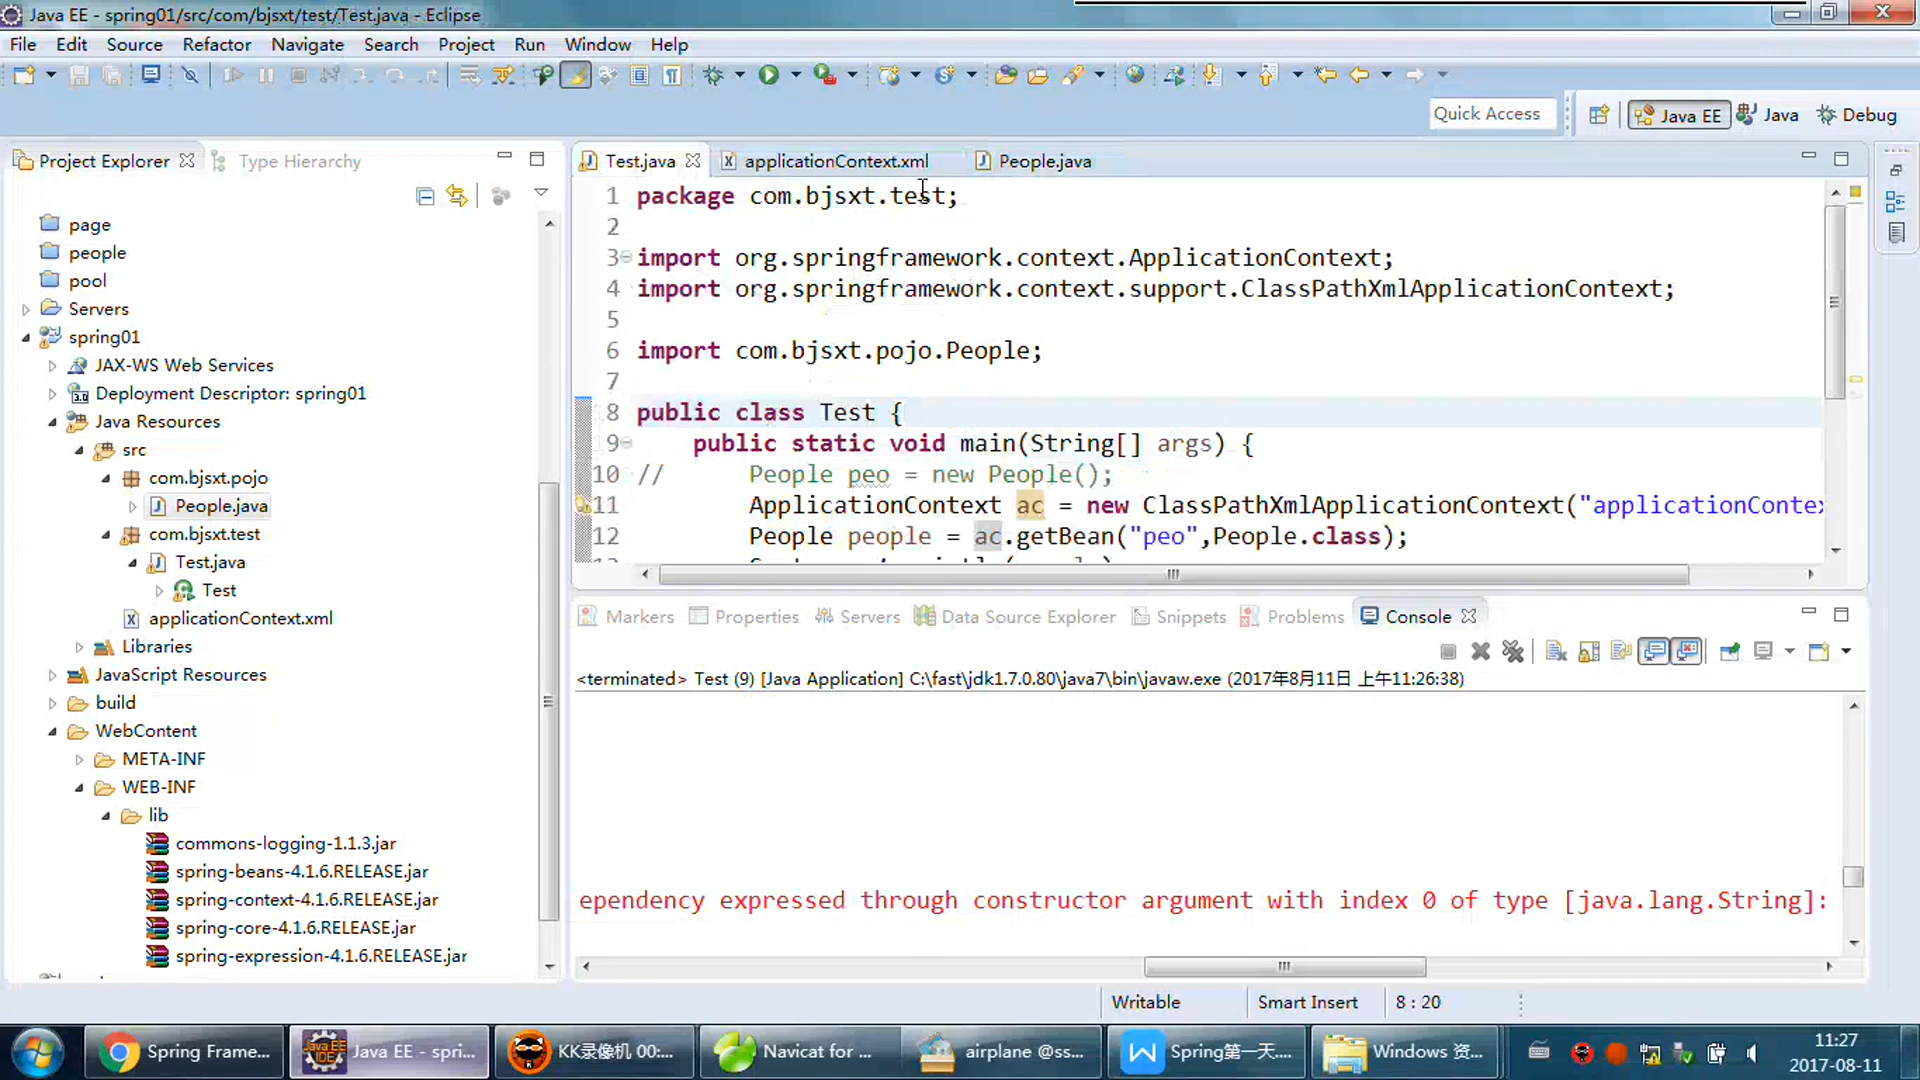 Java EE - spring01/src/com/bjsxt/test/Test.java - Eclipse
File Edit Source Refactor Navigate Search Project Run Window Help
Quick Access
Java EE Java Debug
Project Explorer Type Hierarchy
page
people
pool
Servers
spring01
JAX-WS Web Services
Deployment Descriptor: spring01
Java Resources
src
com.bjsxt.pojo
People.java
com.bjsxt.test
Test.java
Test
applicationContext.xml
Libraries
JavaScript Resources
build
WebContent
META-INF
WEB-INF
lib
commons-logging-1.1.3.jar
spring-beans-4.1.6.RELEASE.jar
spring-context-4.1.6.RELEASE.jar
spring-core-4.1.6.RELEASE.jar
spring-expression-4.1.6.RELEASE.jar
Test.java applicationContext.xml People.java
1 package com.bjsxt.test;
2
3 import org.springframework.context.ApplicationContext;
4 import org.springframework.context.support.ClassPathXmlApplicationContext;
5
6 import com.bjsxt.pojo.People;
7
8 public class Test {
9 public static void main(String[] args) {
10 // People peo = new People();
11 ApplicationContext ac = new ClassPathXmlApplicationContext("applicationContex
12 People people = ac.getBean("peo",People.class);
Markers Properties Servers Data Source Explorer Snippets Problems Console
<terminated> Test (9) [Java Application] C:\fast\jdk1.7.0.80\java7\bin\javaw.exe (2017年8月11日 上午11:26:38)
ependency expressed through constructor argument with index 0 of type [java.lang.String]:
Writable Smart Insert 8 : 20
Spring Frame... Java EE - spri... KK录像机 00:... Navicat for ... airplane @ss... Spring第一天.... Windows 资...
11:27
2017-08-11